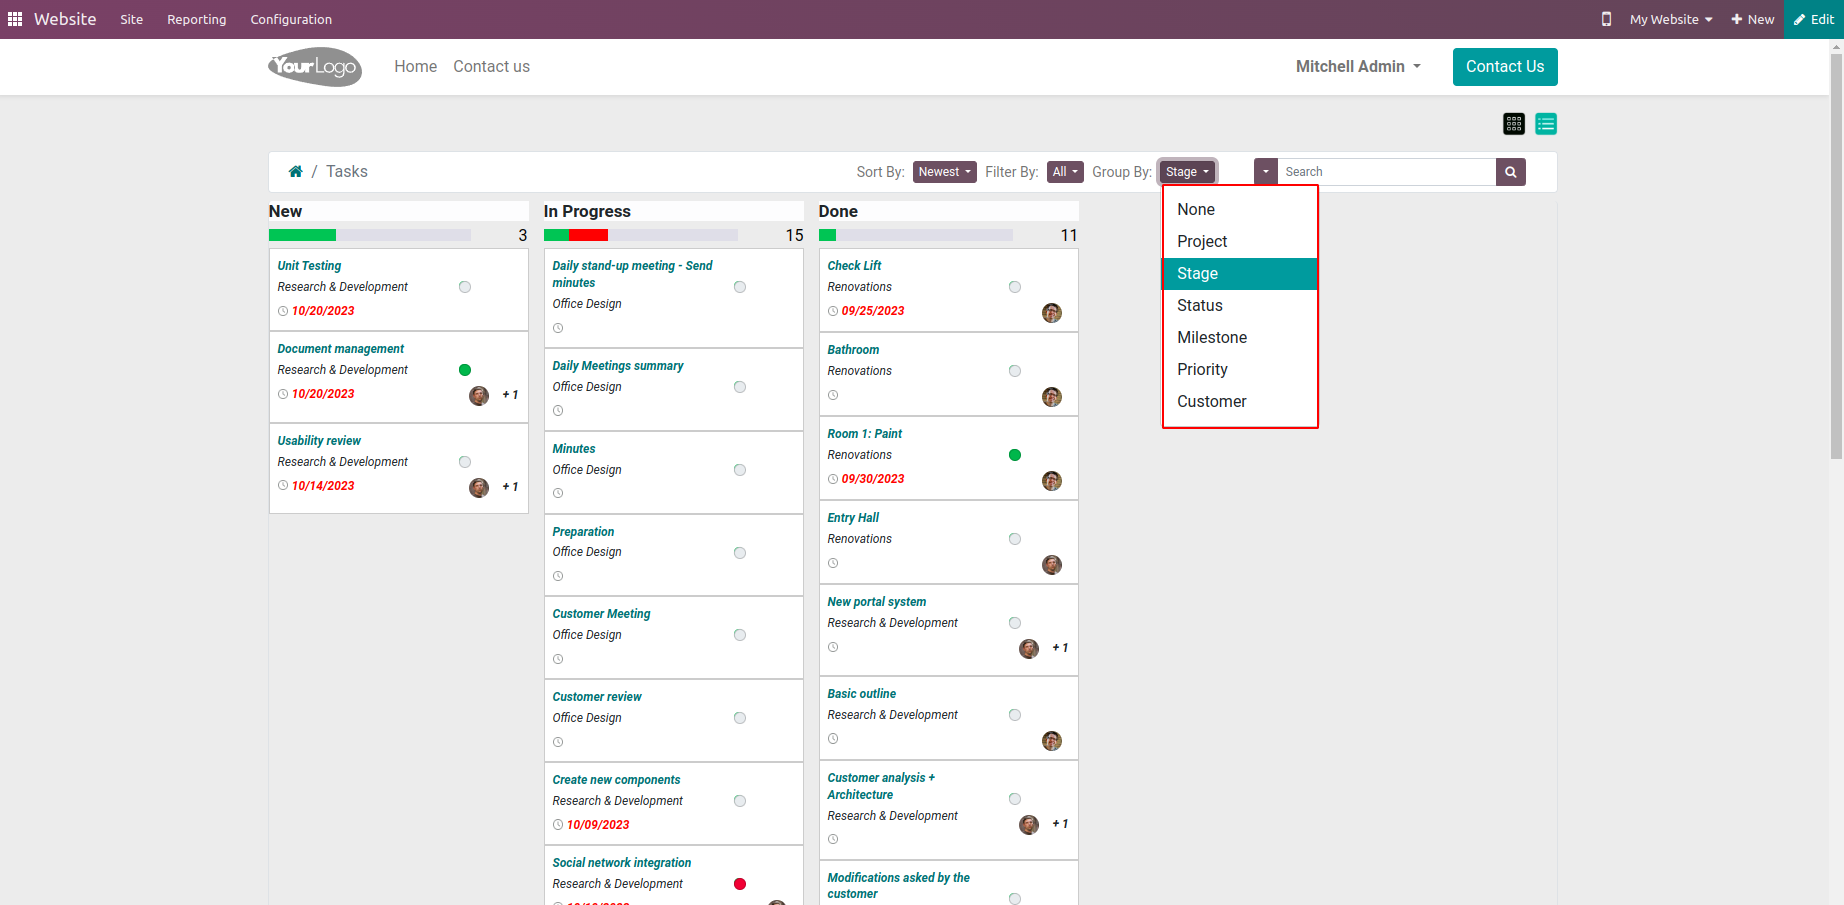 Website Site Reporting Configuration My Website New Edit
YourLogo Home Contact us Mitchell Admin Contact Us
/ Tasks Sort By: Newest Filter By: All Group By: Stage Search
None
Project
Stage
Status
Milestone
Priority
Customer
New
3
Unit Testing
Research & Development
10/20/2023
Document management
Research & Development
10/20/2023 + 1
Usability review
Research & Development
10/14/2023 + 1
In Progress
15
Daily stand-up meeting - Send
minutes
Office Design
Daily Meetings summary
Office Design
Minutes
Office Design
Preparation
Office Design
Customer Meeting
Office Design
Customer review
Office Design
Create new components
Research & Development
10/09/2023
Social network integration
Research & Development
Done
11
Check Lift
Renovations
09/25/2023
Bathroom
Renovations
Room 1: Paint
Renovations
09/30/2023
Entry Hall
Renovations
New portal system
Research & Development
+ 1
Basic outline
Research & Development
Customer analysis +
Architecture
Research & Development
+ 1
Modifications asked by the
customer